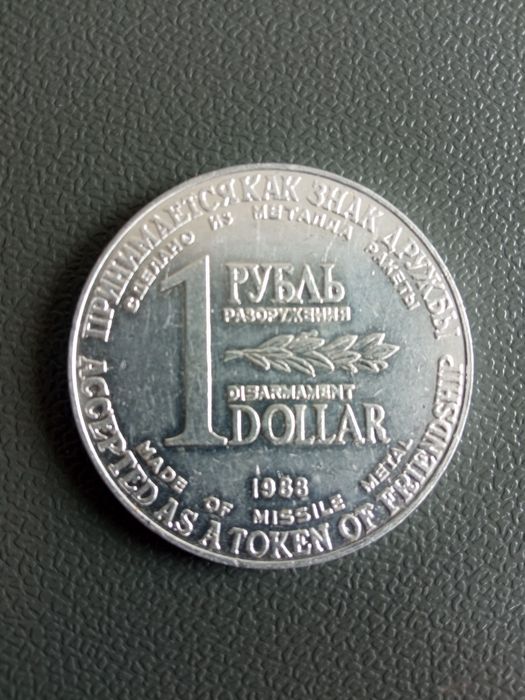 ПРИНИМАЕТСЯ КАК ЗНАК ДРУЖБЫ
СДЕЛАНО ИЗ МЕТАЛЛА РАКЕТЫ
1
РУБЛЬ
РАЗОРУЖЕНИЯ
DISARMAMENT
DOLLAR
1988
MADE OF MISSILE METAL
ACCEPTED AS A TOKEN OF FRIENDSHIP